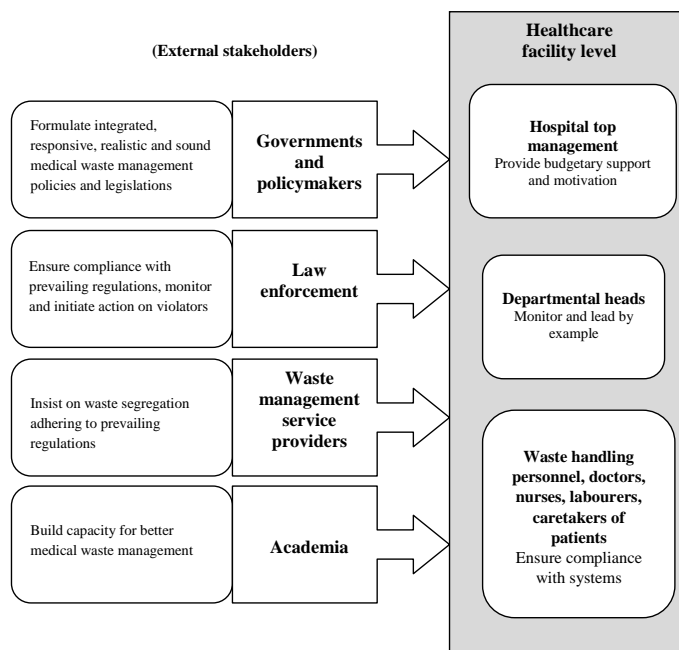 (External stakeholders)
Healthcare
facility level
Formulate integrated,
responsive, realistic and sound
medical waste management
policies and legislations
Governments
and
policymakers
Hospital top
management
Provide budgetary support
and motivation
Ensure compliance with
prevailing regulations, monitor
and initiate action on violators
Law
enforcement
Departmental heads
Monitor and lead by
example
Insist on waste segregation
adhering to prevailing
regulations
Waste
management
service
providers
Waste handling
personnel, doctors,
nurses, labourers,
caretakers of
patients
Ensure compliance
with systems
Build capacity for better
medical waste management
Academia